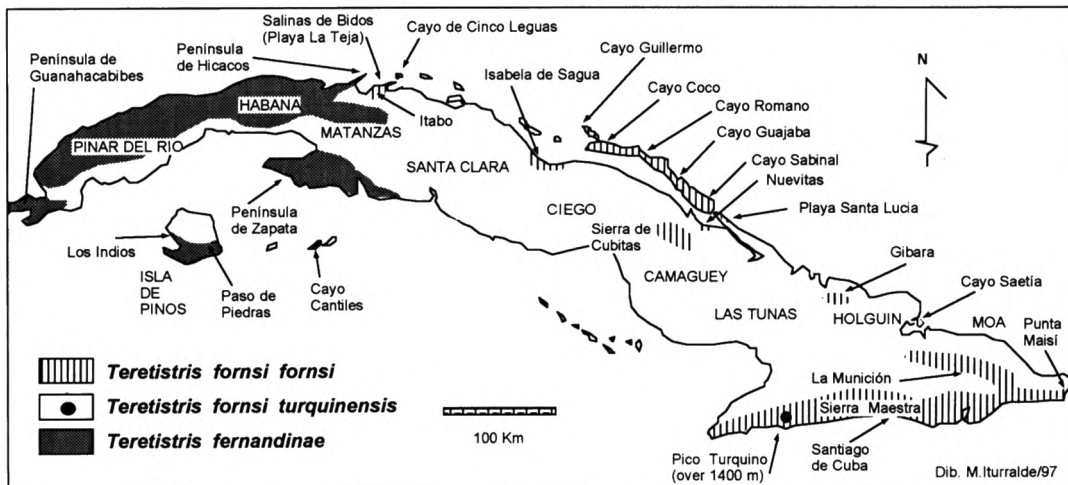 Salinas de Bidos
(Playa La Teja)
Cayo de Cinco Leguas
Península
de Hicacos
Península de
Guanahacabibes
Cayo Guillermo
Isabela de Sagua
Cayo Coco
N
HABANA
Itabo
Cayo Romano
MATANZAS
Cayo Guajaba
PINAR DEL RIO
SANTA CLARA
Cayo Sabinal
Nuevitas
CIEGO
Playa Santa Lucia
Península
de Zapata
Sierra de
Cubitas
Los Indios
Gibara
CAMAGUEY
ISLA
DE
PINOS
Paso de
Piedras
Cayo
Cantiles
Cayo Saetía
LAS TUNAS
HOLGUIN
MOA
Punta
Maisí
Teretistris fornsi fornsi
La Munición
Teretistris fornsi turquinensis
Sierra Maestra
Teretistris fernandinae
100 Km
Pico Turquino
(over 1400 m)
Santiago
de Cuba
Dib. M.Iturralde/97